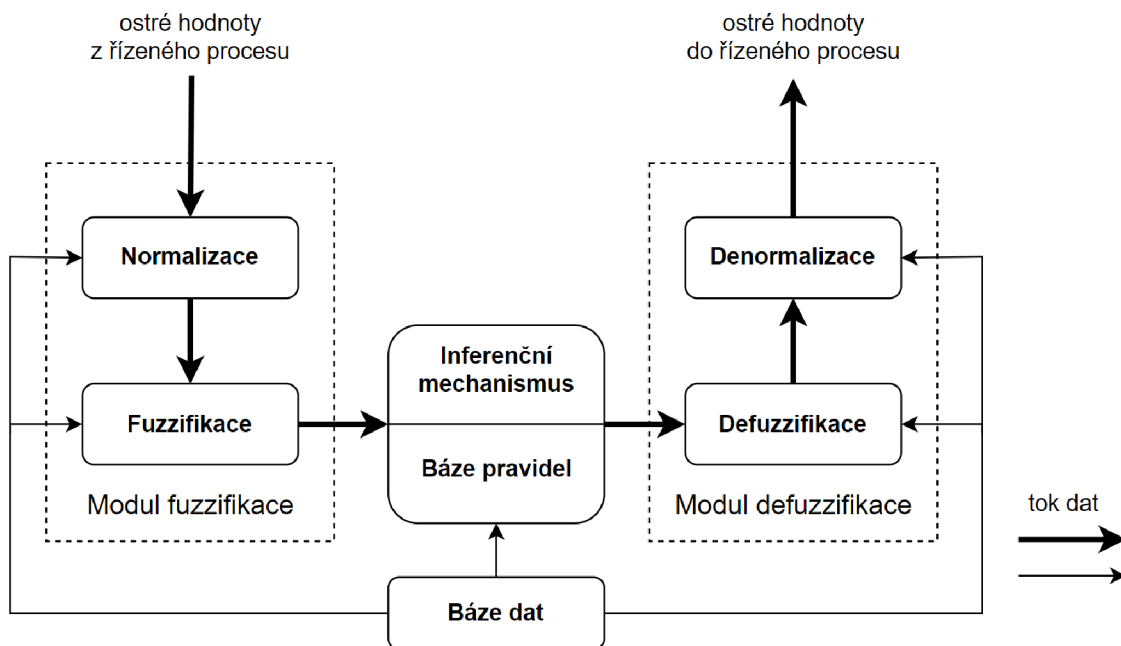 ostré hodnoty
z řízeného procesu
ostré hodnoty
do řízeného procesu
Normalizace
Denormalizace
Inferenční
mechanismus
Fuzzifikace
Defuzzifikace
Báze pravidel
Modul fuzzifikace
Modul defuzzifikace
tok dat
Báze dat